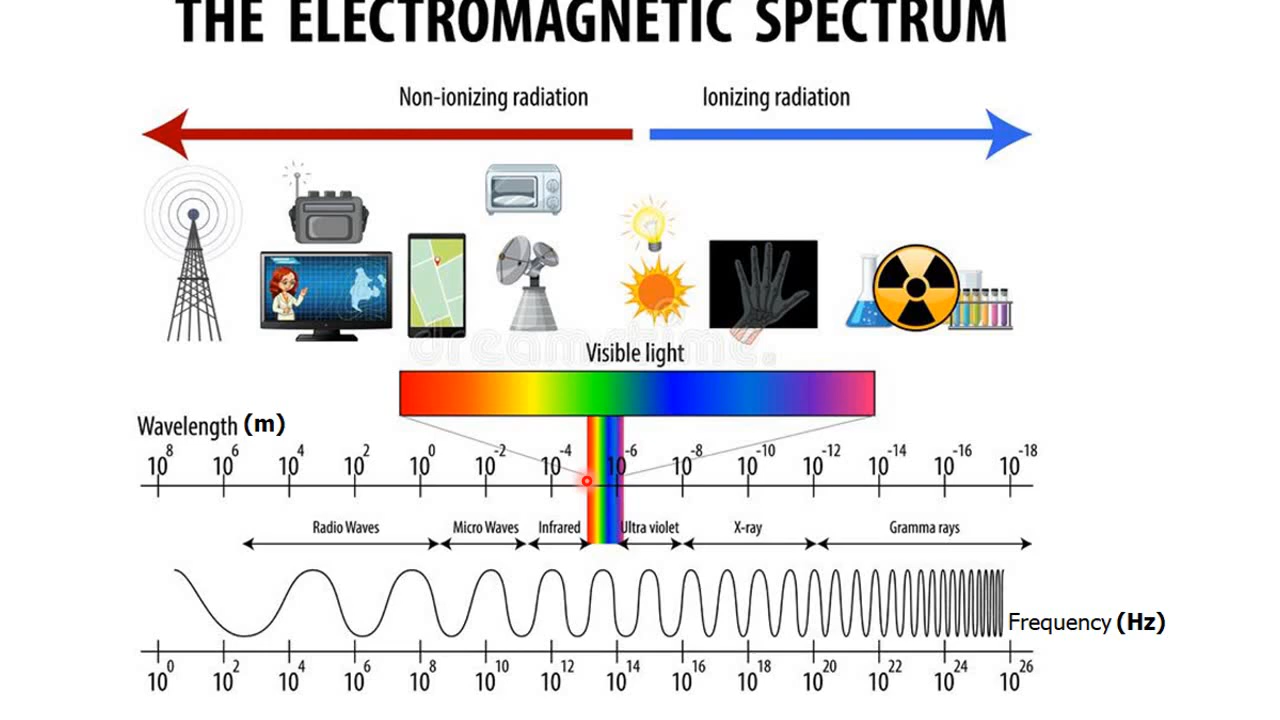 THE ELECTROMAGNETIC SPECTRUM
Non-ionizing radiation
Ionizing radiation
dreamstime.
Visible light
Wavelength (m)
10^8 10^6 10^4 10^2 10^0 10^-2 10^-4 10^-6 10^-8 10^-10 10^-12 10^-14 10^-16 10^-18
Radio Waves Micro Waves Infrared Ultra violet X-ray Gramma rays
Frequency (Hz)
10^0 10^2 10^4 10^6 10^8 10^10 10^12 10^14 10^16 10^18 10^20 10^22 10^24 10^26